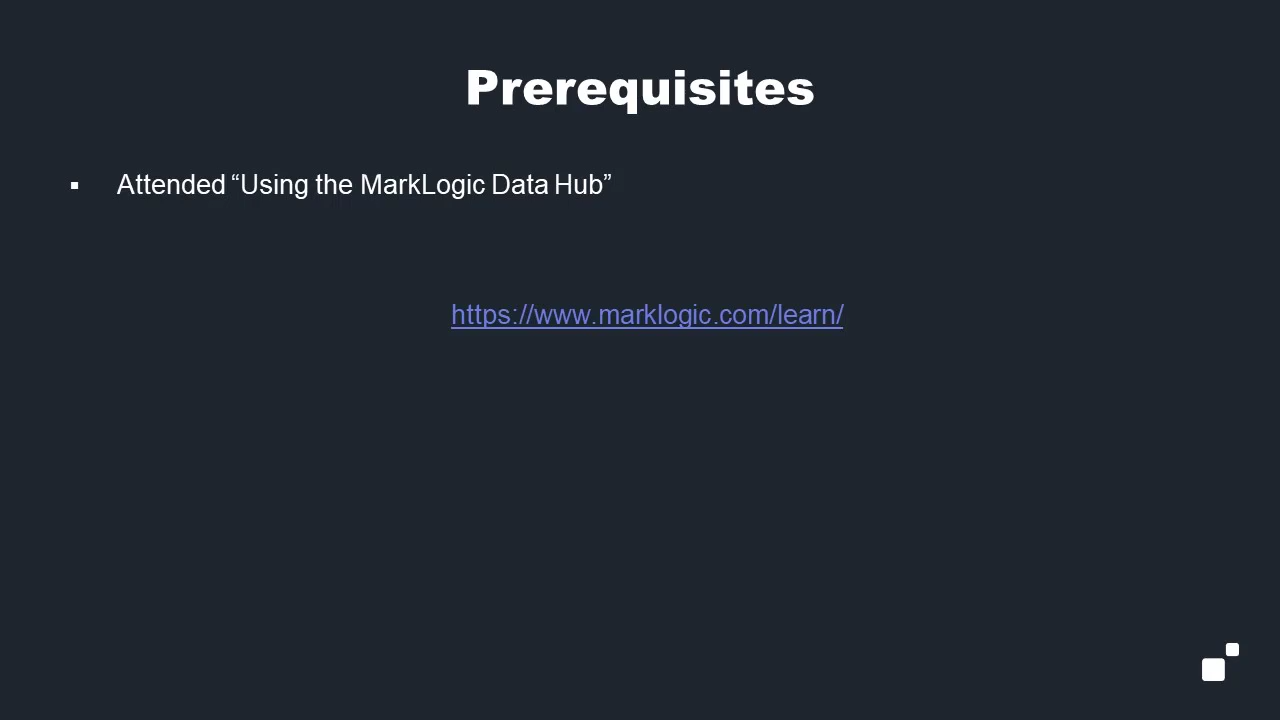 Prerequisites
▪ Attended “Using the MarkLogic Data Hub”
https://www.marklogic.com/learn/